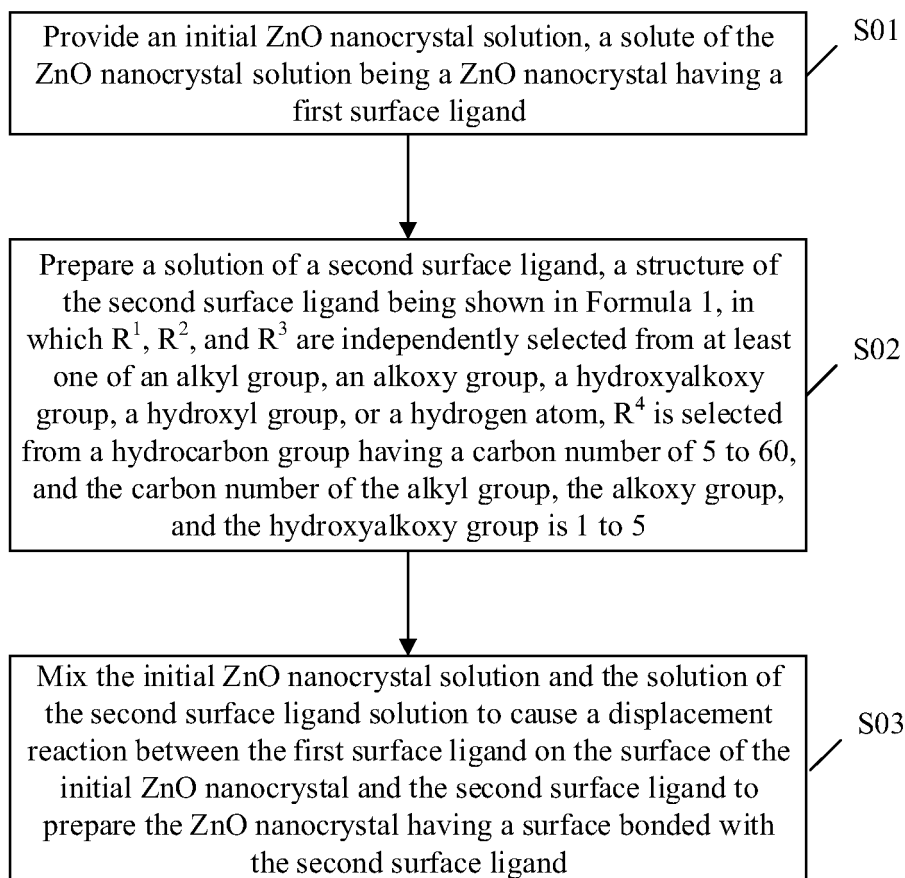 Provide an initial ZnO nanocrystal solution, a solute of the
ZnO nanocrystal solution being a ZnO nanocrystal having a
first surface ligand
S01
Prepare a solution of a second surface ligand, a structure of
the second surface ligand being shown in Formula 1, in
which R¹, R², and R³ are independently selected from at least
one of an alkyl group, an alkoxy group, a hydroxyalkoxy
group, a hydroxyl group, or a hydrogen atom, R⁴ is selected
from a hydrocarbon group having a carbon number of 5 to 60,
and the carbon number of the alkyl group, the alkoxy group,
and the hydroxyalkoxy group is 1 to 5
S02
Mix the initial ZnO nanocrystal solution and the solution of
the second surface ligand solution to cause a displacement
reaction between the first surface ligand on the surface of the
initial ZnO nanocrystal and the second surface ligand to
prepare the ZnO nanocrystal having a surface bonded with
the second surface ligand
S03